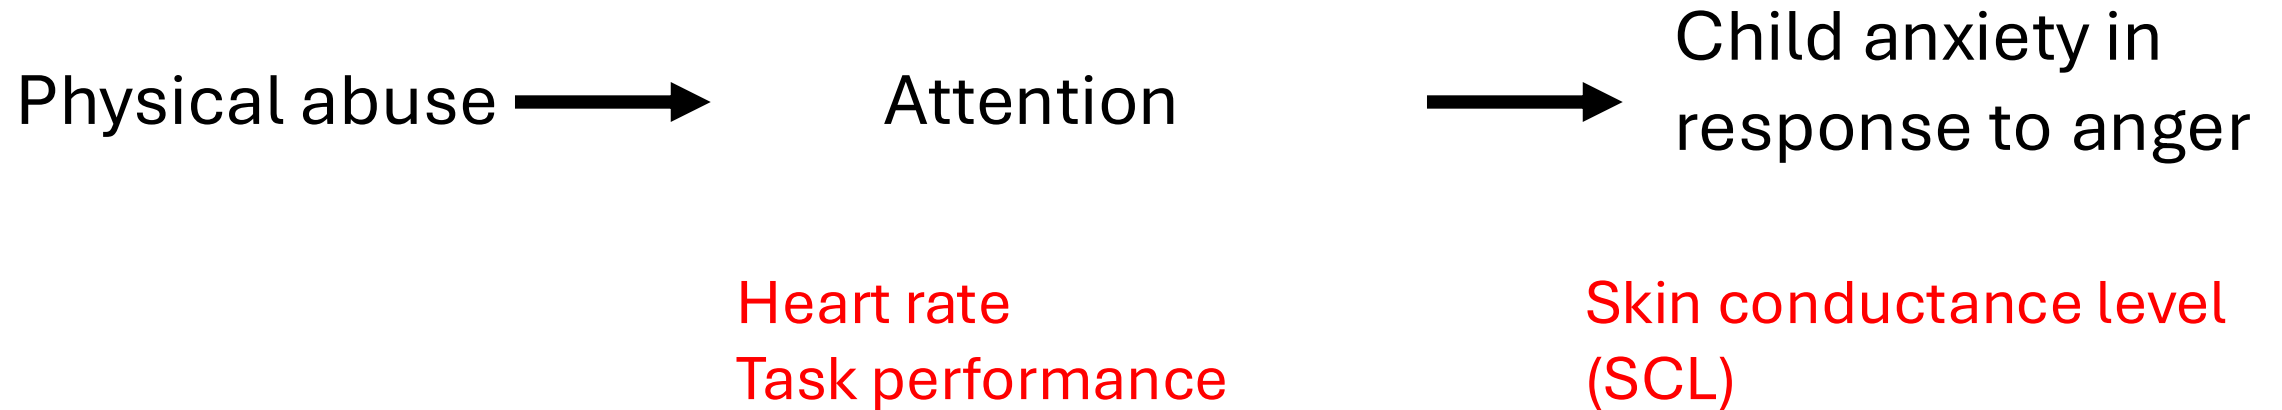 Physical abuse
Attention
Child anxiety in
response to anger
Heart rate
Task performance
Skin conductance level
(SCL)